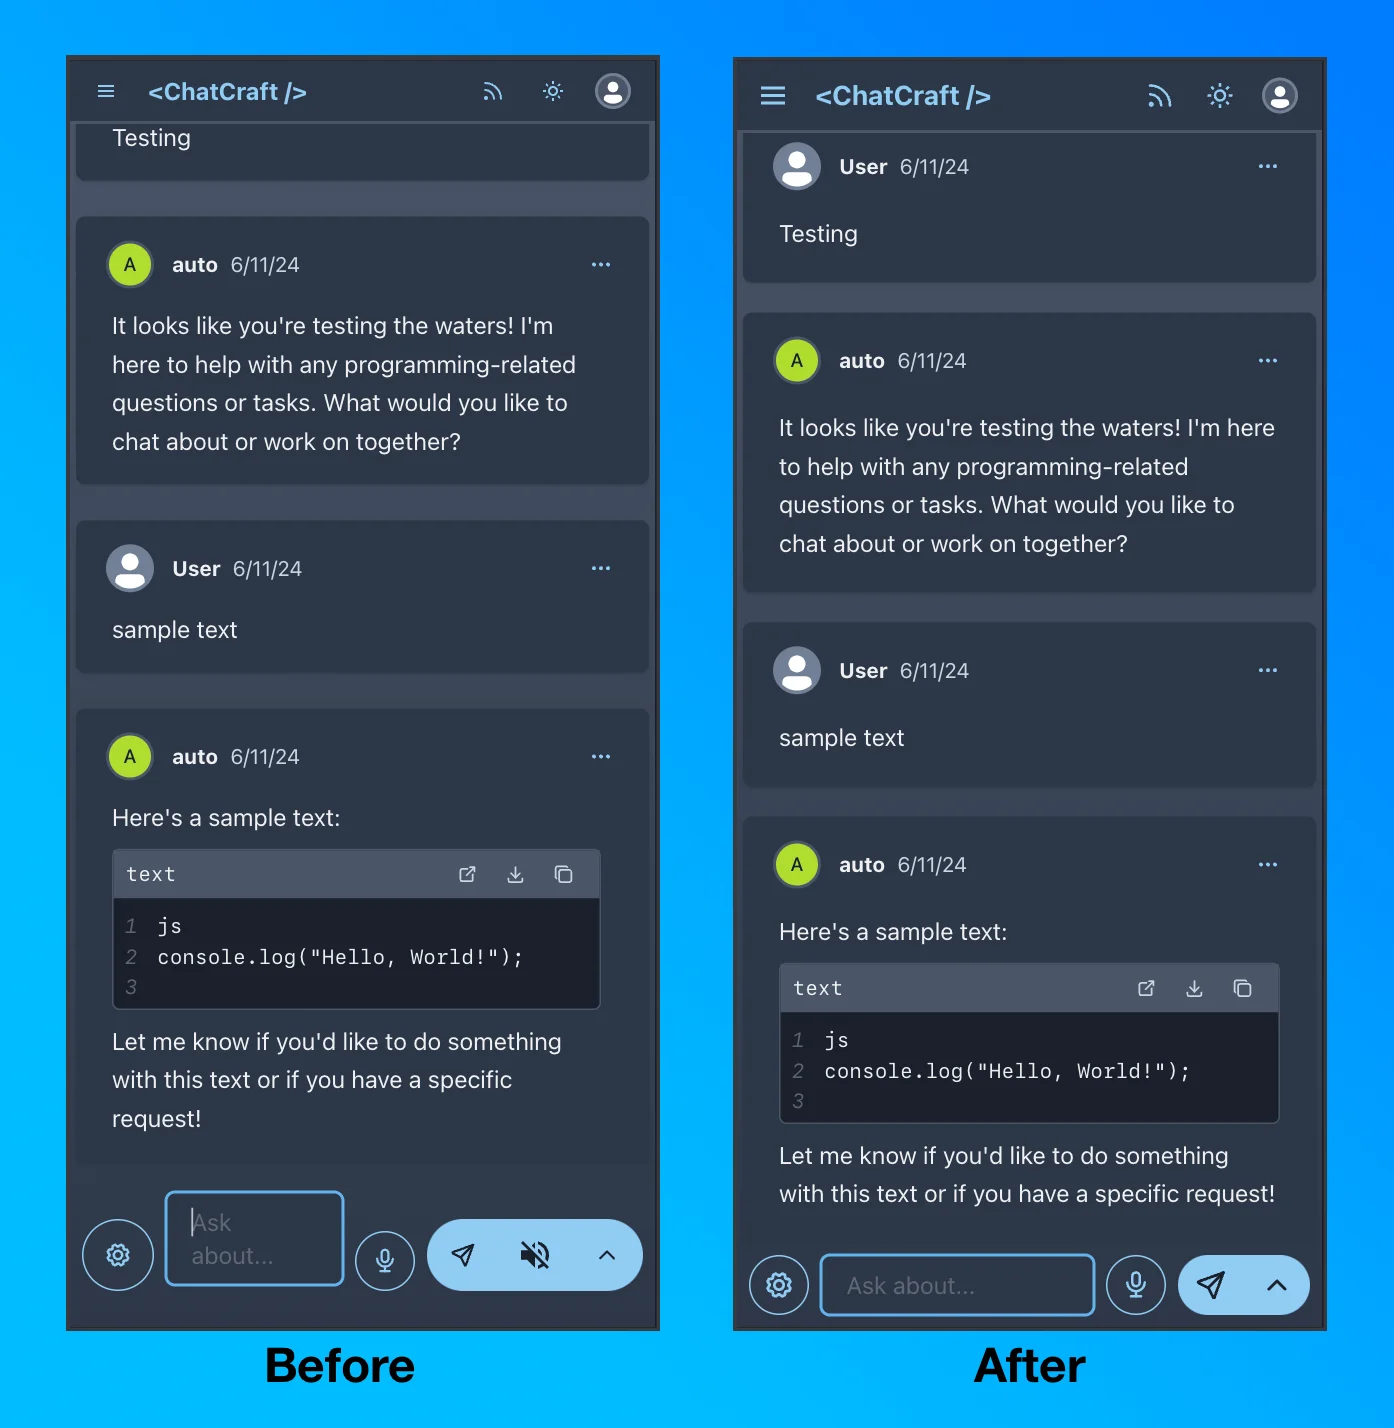 <ChatCraft />
Testing
A auto 6/11/24
It looks like you're testing the waters! I'm
here to help with any programming-related
questions or tasks. What would you like to
chat about or work on together?
User 6/11/24
sample text
A auto 6/11/24
Here's a sample text:
text
1 js
2 console.log("Hello, World!");
3
Let me know if you'd like to do something
with this text or if you have a specific
request!
Ask
about...
Before
<ChatCraft />
User 6/11/24
Testing
A auto 6/11/24
It looks like you're testing the waters! I'm here
to help with any programming-related
questions or tasks. What would you like to
chat about or work on together?
User 6/11/24
sample text
A auto 6/11/24
Here's a sample text:
text
1 js
2 console.log("Hello, World!");
3
Let me know if you'd like to do something
with this text or if you have a specific request!
Ask about...
After